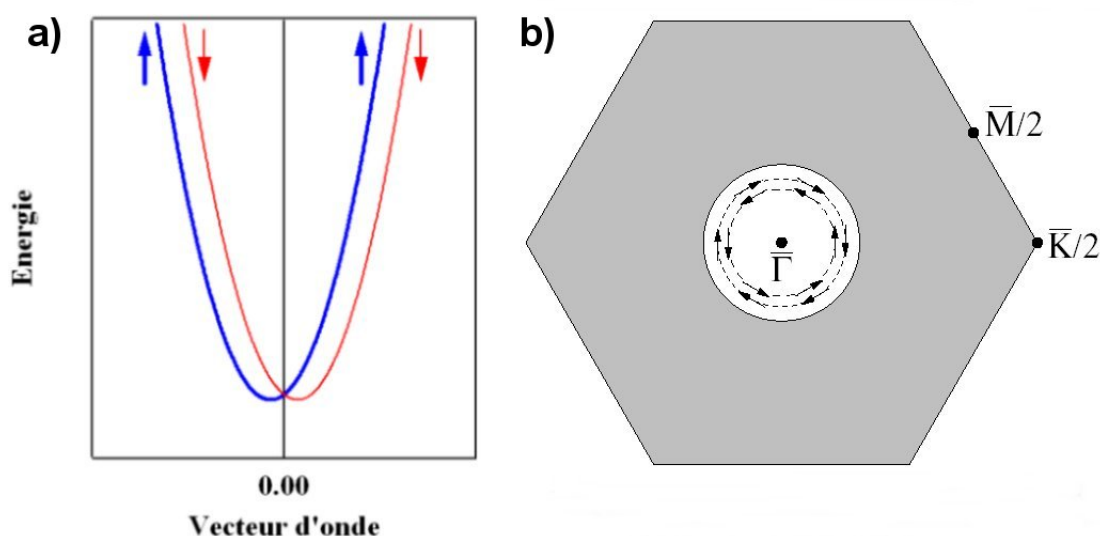 a)
Energie
0.00
Vecteur d'onde
b)
M̅/2
K̅/2
Γ̅